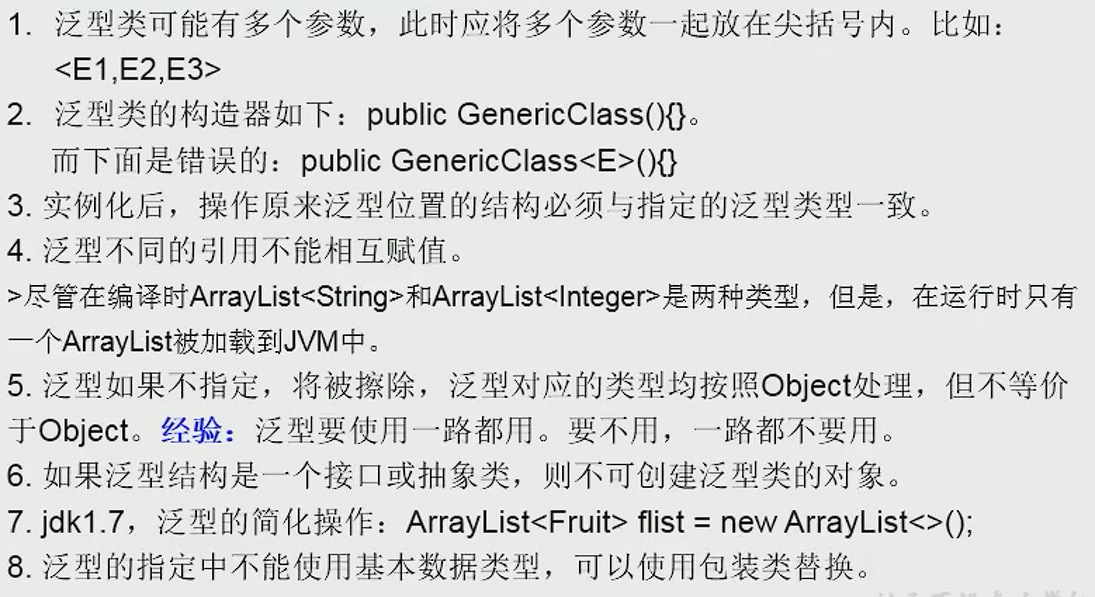 1. 泛型类可能有多个参数，此时应将多个参数一起放在尖括号内。比如：
<E1,E2,E3>
2. 泛型类的构造器如下：public GenericClass(){}。
而下面是错误的：public GenericClass<E>(){}
3. 实例化后，操作原来泛型位置的结构必须与指定的泛型类型一致。
4. 泛型不同的引用不能相互赋值。
>尽管在编译时ArrayList<String>和ArrayList<Integer>是两种类型，但是，在运行时只有
一个ArrayList被加载到JVM中。
5. 泛型如果不指定，将被擦除，泛型对应的类型均按照Object处理，但不等价
于Object。经验：泛型要使用一路都用。要不用，一路都不要用。
6. 如果泛型结构是一个接口或抽象类，则不可创建泛型类的对象。
7. jdk1.7，泛型的简化操作：ArrayList<Fruit> flist = new ArrayList<>();
8. 泛型的指定中不能使用基本数据类型，可以使用包装类替换。